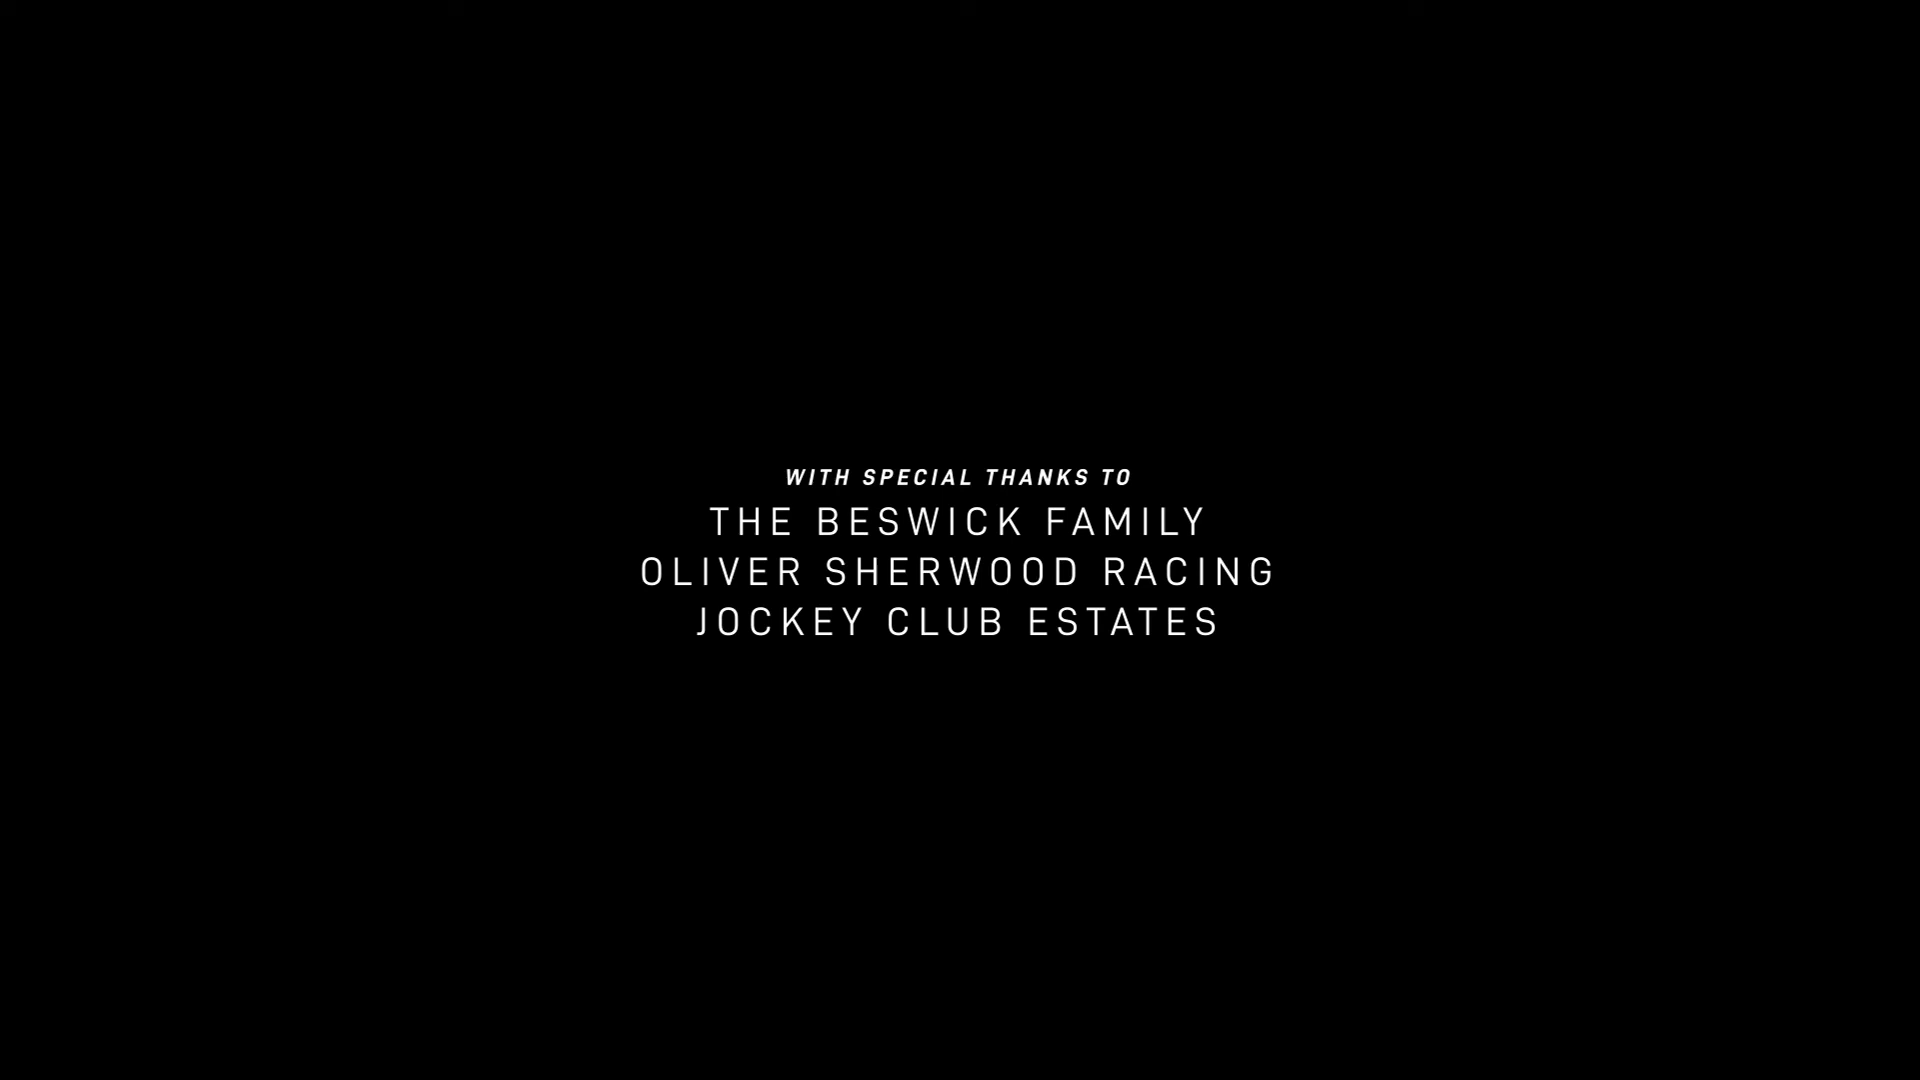 WITH SPECIAL THANKS TO
THE BESWICK FAMILY
OLIVER SHERWOOD RACING
JOCKEY CLUB ESTATES